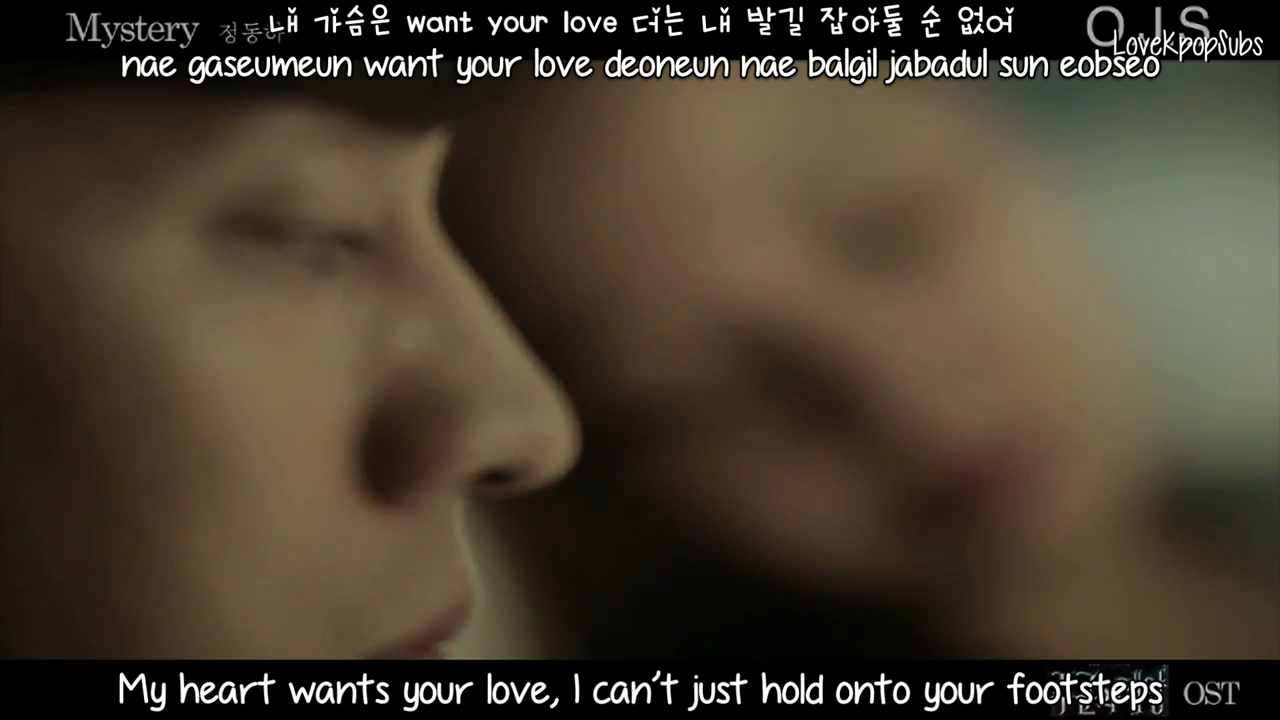 Mystery 정동하
내 가슴은 want your love 더는 내 발길 잡아둘 순 없어
O.S.T
LoveKpopSubs
nae gaseumeun want your love deoneun nae balgil jabadul sun eobseo
My heart wants your love, I can't just hold onto your footsteps
OST